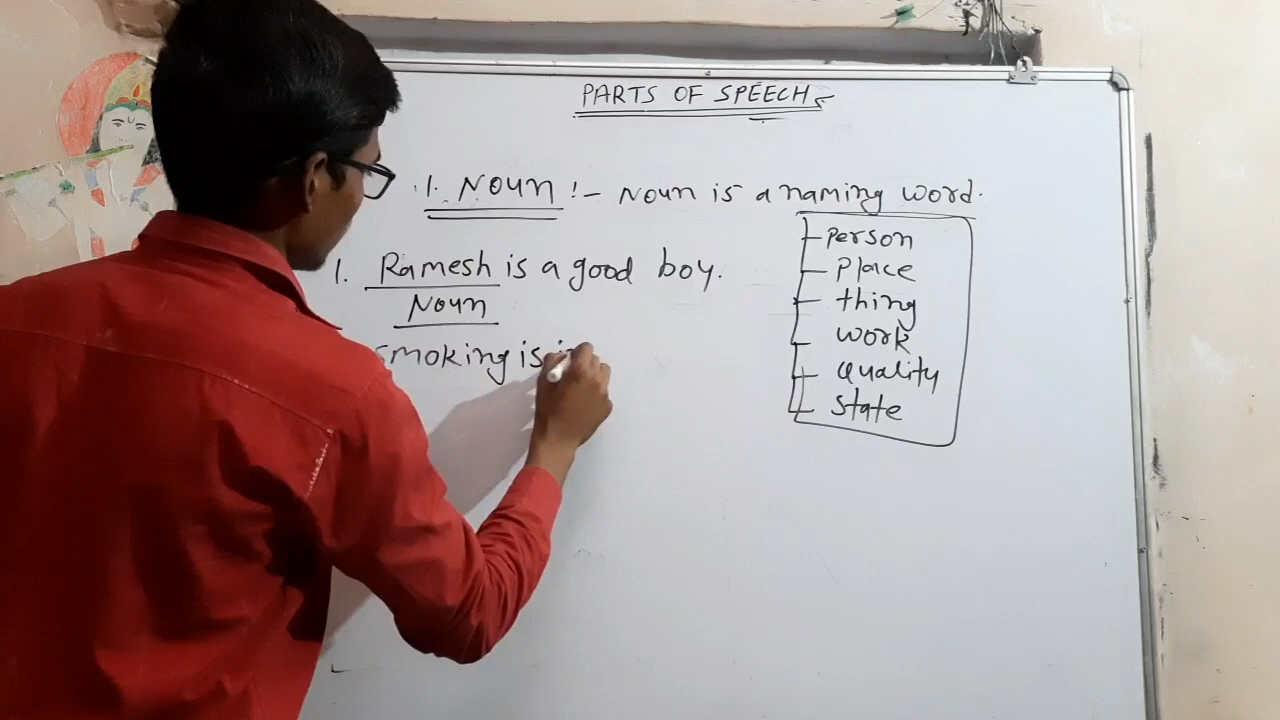 PARTS OF SPEECH
1. Noun :- Noun is a naming word.
Person
1. Ramesh is a good boy.
Place
Noun
thing
work
Smoking is
Quality
State